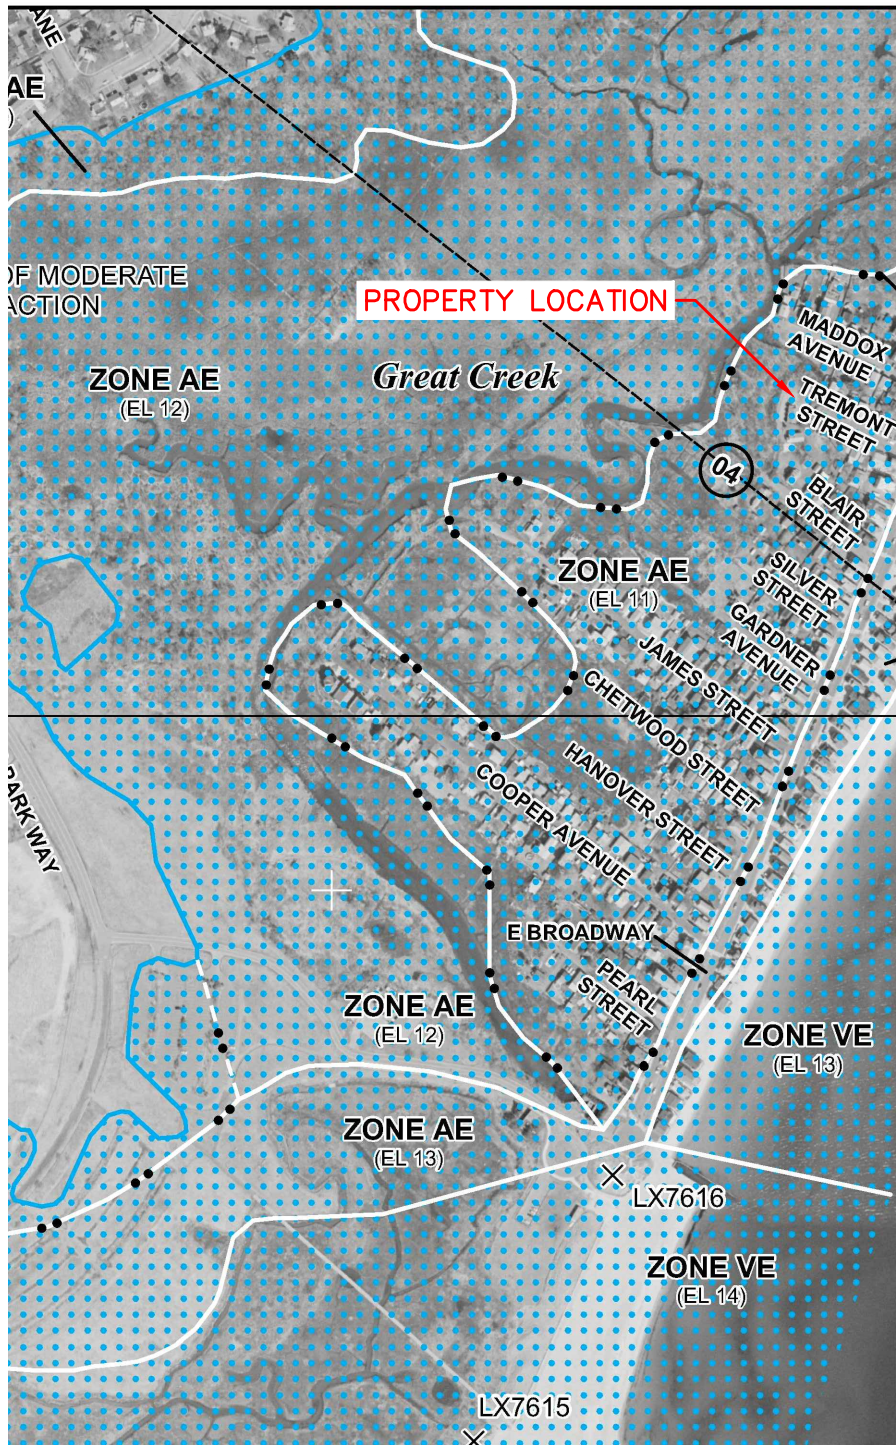 ANE
AE
)
OF MODERATE
ACTION
PROPERTY LOCATION
MADDOX
AVENUE
ZONE AE
(EL 12)
Great Creek
TREMONT
STREET
04
BLAIR
STREET
ZONE AE
(EL 11)
SILVER
STREET
GARDNER
AVENUE
JAMES STREET
CHETWOOD STREET
HANOVER STREET
COOPER AVENUE
PARK WAY
E BROADWAY
PEARL
STREET
ZONE AE
(EL 12)
ZONE VE
(EL 13)
ZONE AE
(EL 13)
LX7616
ZONE VE
(EL 14)
LX7615